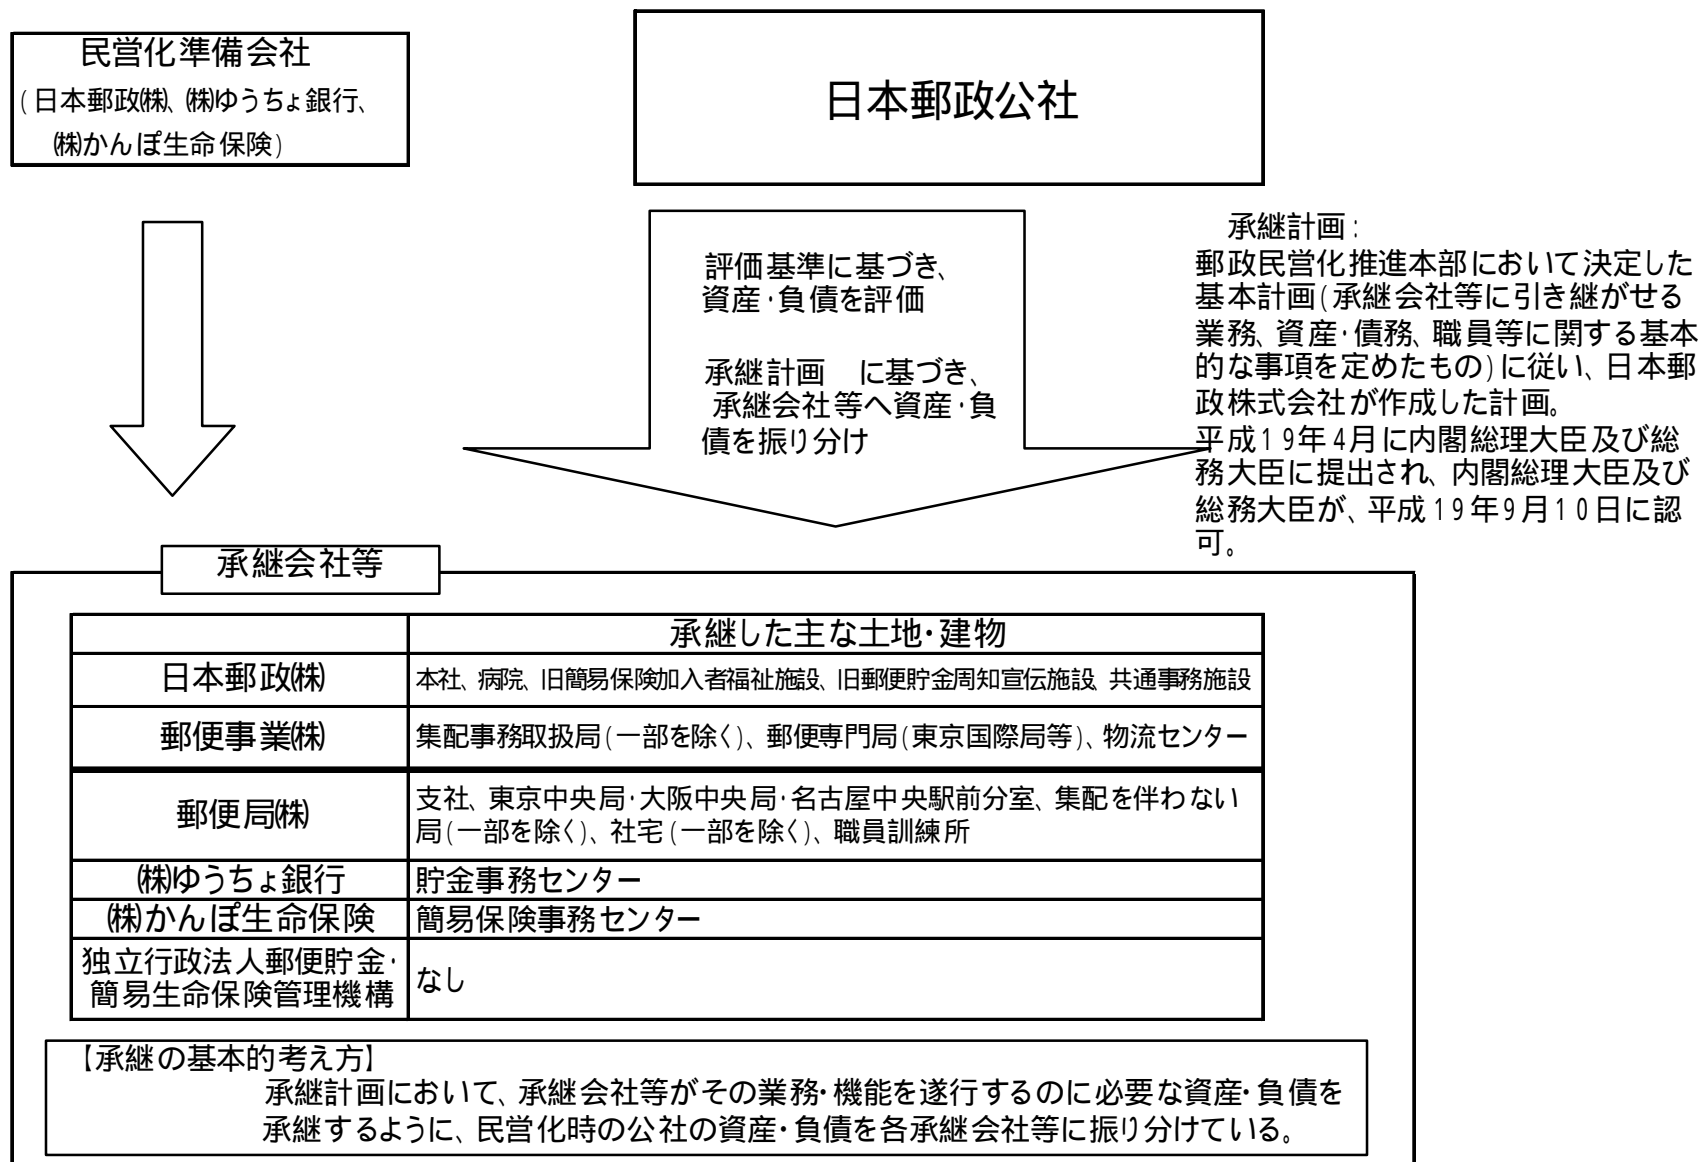 民営化準備会社
(日本郵政㈱、㈱ゆうちょ銀行、
㈱かんぽ生命保険)
日本郵政公社
評価基準に基づき、
資産・負債を評価
承継計画 に基づき、
承継会社等へ資産・負
債を振り分け
承継計画:
郵政民営化推進本部において決定した
基本計画(承継会社等に引き継がせる
業務、資産・債務、職員等に関する基本
的な事項を定めたもの)に従い、日本郵
政株式会社が作成した計画。
平成19年4月に内閣総理大臣及び総
務大臣に提出され、内閣総理大臣及び
総務大臣が、平成19年9月10日に認
可。
承継会社等
承継した主な土地・建物
日本郵政㈱
本社、病院、旧簡易保険加入者福祉施設、旧郵便貯金周知宣伝施設、共通事務施設
郵便事業㈱
集配事務取扱局(一部を除く)、郵便専門局(東京国際局等)、物流センター
郵便局㈱
支社、東京中央局・大阪中央局・名古屋中央駅前分室、集配を伴わない
局(一部を除く)、社宅(一部を除く)、職員訓練所
㈱ゆうちょ銀行
貯金事務センター
㈱かんぽ生命保険
簡易保険事務センター
独立行政法人郵便貯金・
簡易生命保険管理機構
なし
【承継の基本的考え方】
承継計画において、承継会社等がその業務・機能を遂行するのに必要な資産・負債を
承継するように、民営化時の公社の資産・負債を各承継会社等に振り分けている。